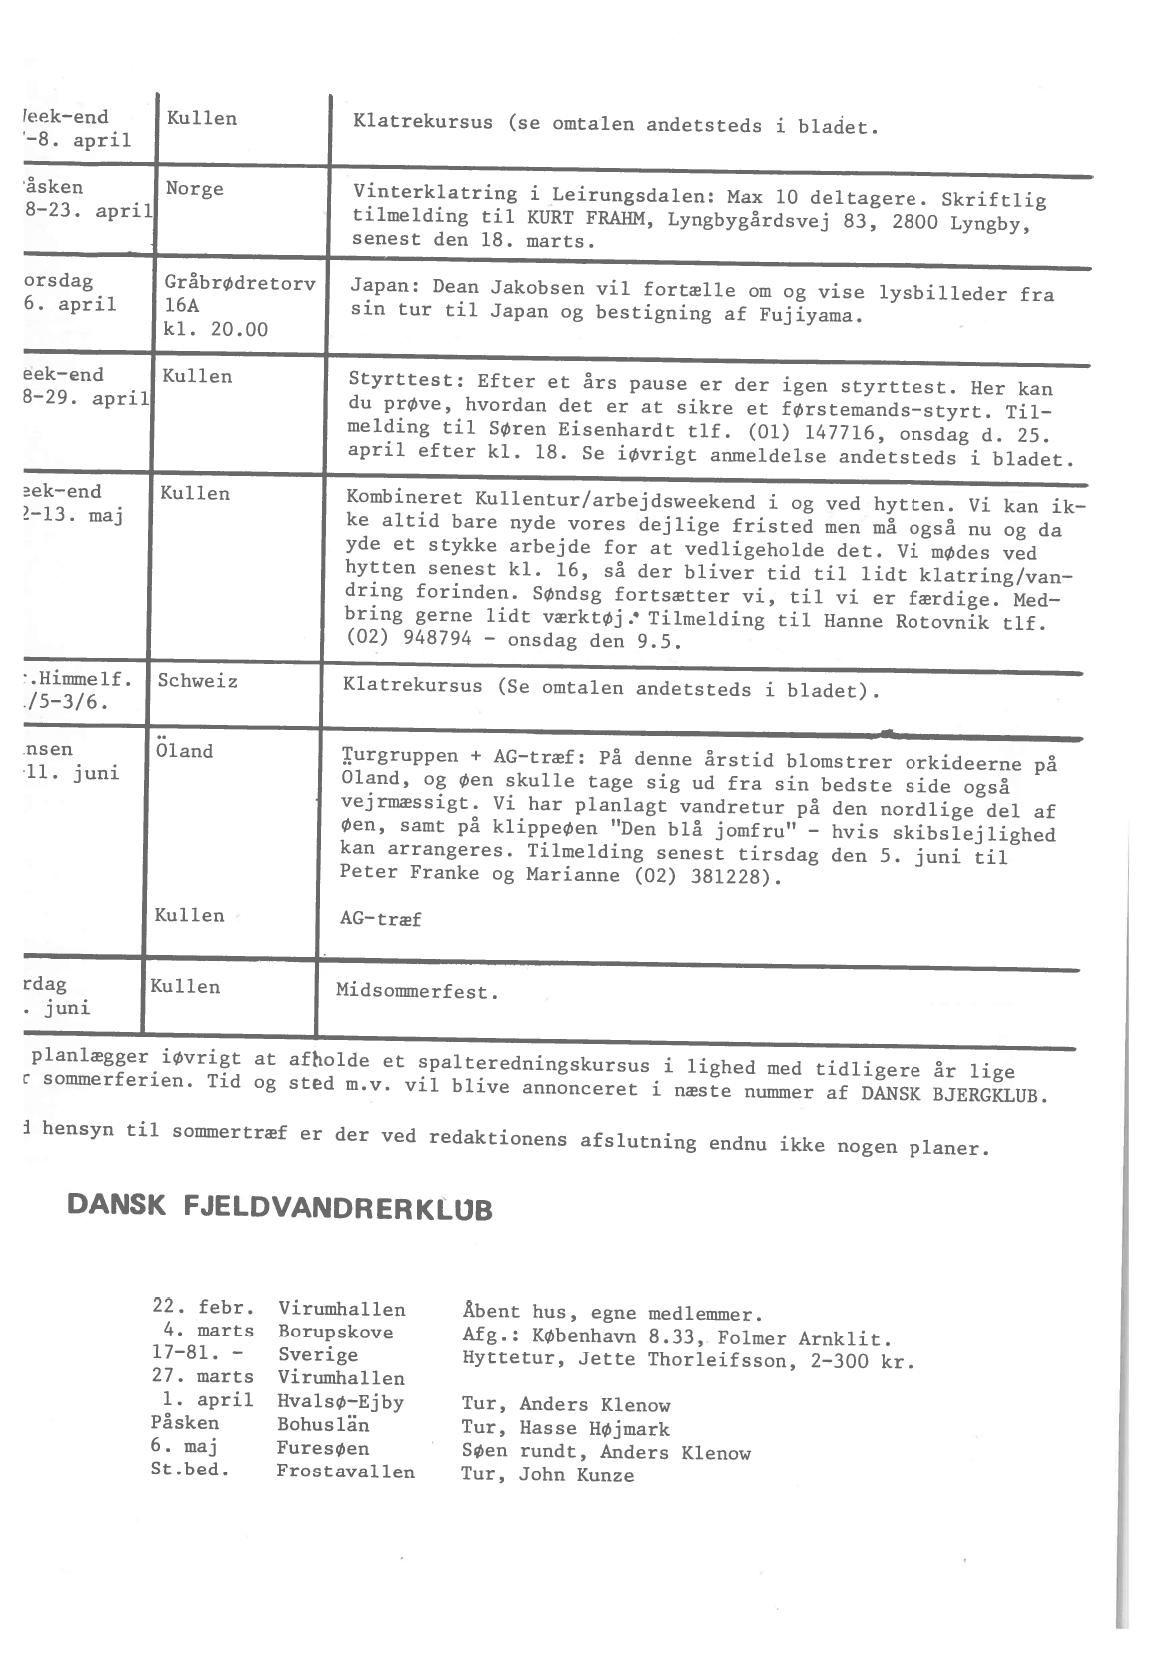 eek-end Kullen Klatrekursus (se omtalen andetsteds i bladet.
-8. april
åsken Norge Vinterklatring i Leirungsdalen: Max 10 deltagere. Skriftlig
8-23. april tilmelding til KURT FRAHM, Lyngbygårdsvej 83, 2800 Lyngby,
senest den 18. marts.
orsdag Gråbrødretorv Japan: Dean Jakobsen vil fortælle om og vise lysbilleder fra
6. april 16A sin tur til Japan og bestigning af Fujiyama.
kl. 20.00
eek-end Kullen Styrttest: Efter et års pause er der igen styrttest. Her kan
8-29. april du prøve, hvordan det er at sikre et førstemands-styrt. Til-
melding til Søren Eisenhardt tlf. (01) 147716, onsdag d. 25.
april efter kl. 18. Se iøvrigt anmeldelse andetsteds i bladet.
eek-end Kullen Kombineret Kullentur/arbejdsweekend i og ved hytten. Vi kan ik-
2-13. maj ke altid bare nyde vores dejlige fristed men må også nu og da
yde et stykke arbejde for at vedligeholde det. Vi mødes ved
hytten senest kl. 16, så der bliver tid til lidt klatring/van-
dring forinden. Søndsg fortsætter vi, til vi er færdige. Med-
bring gerne lidt værktøj. Tilmelding til Hanne Rotovnik tlf.
(02) 948794 - onsdag den 9.5.
.Himmelf. Schweiz Klatrekursus (Se omtalen andetsteds i bladet).
/5-3/6.
nsen Öland Turgruppen + AG-træf: På denne årstid blomstrer orkideerne på
-11. juni Öland, og øen skulle tage sig ud fra sin bedste side også
vejrmæssigt. Vi har planlagt vandretur på den nordlige del af
øen, samt på klippeøen "Den blå jomfru" - hvis skibslejlighed
kan arrangeres. Tilmelding senest tirsdag den 5. juni til
Peter Franke og Marianne (02) 381228).
Kullen AG-træf
rdag Kullen Midsommerfest.
. juni
planlægger iøvrigt at afholde et spalteredningskursus i lighed med tidligere år lige
r sommerferien. Tid og sted m.v. vil blive annonceret i næste nummer af DANSK BJERGKLUB.
d hensyn til sommertræf er der ved redaktionens afslutning endnu ikke nogen planer.
DANSK FJELDVANDRERKLUB
22. febr. Virumhallen Åbent hus, egne medlemmer.
4. marts Borupskove Afg.: København 8.33, Folmer Arnklit.
17-81. - Sverige Hyttetur, Jette Thorleifsson, 2-300 kr.
27. marts Virumhallen
1. april Hvalsø-Ejby Tur, Anders Klenow
Påsken Bohuslän Tur, Hasse Højmark
6. maj Furesøen Søen rundt, Anders Klenow
St.bed. Frostavallen Tur, John Kunze